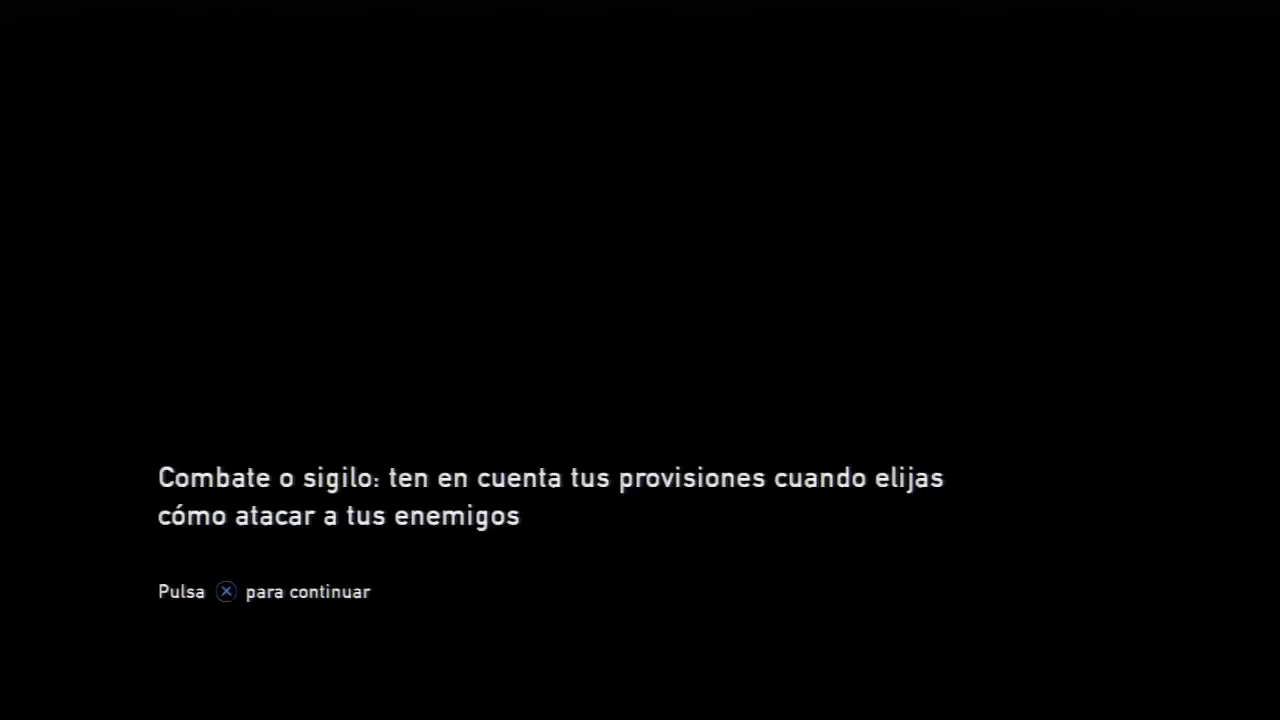 Combate o sigilo: ten en cuenta tus provisiones cuando elijas
cómo atacar a tus enemigos
Pulsa ⓧ para continuar